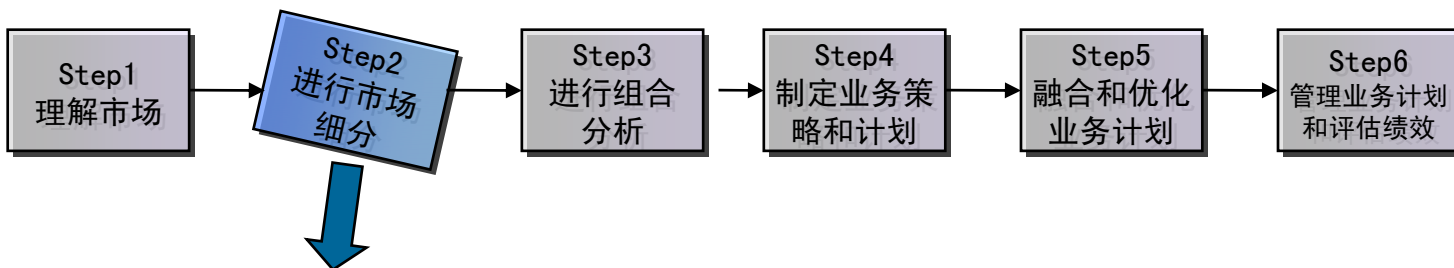 Step1
理解市场
Step2
进行市场
细分
Step3
进行组合
分析
Step4
制定业务策
略和计划
Step5
融合和优化
业务计划
Step6
管理业务计划
和评估绩效